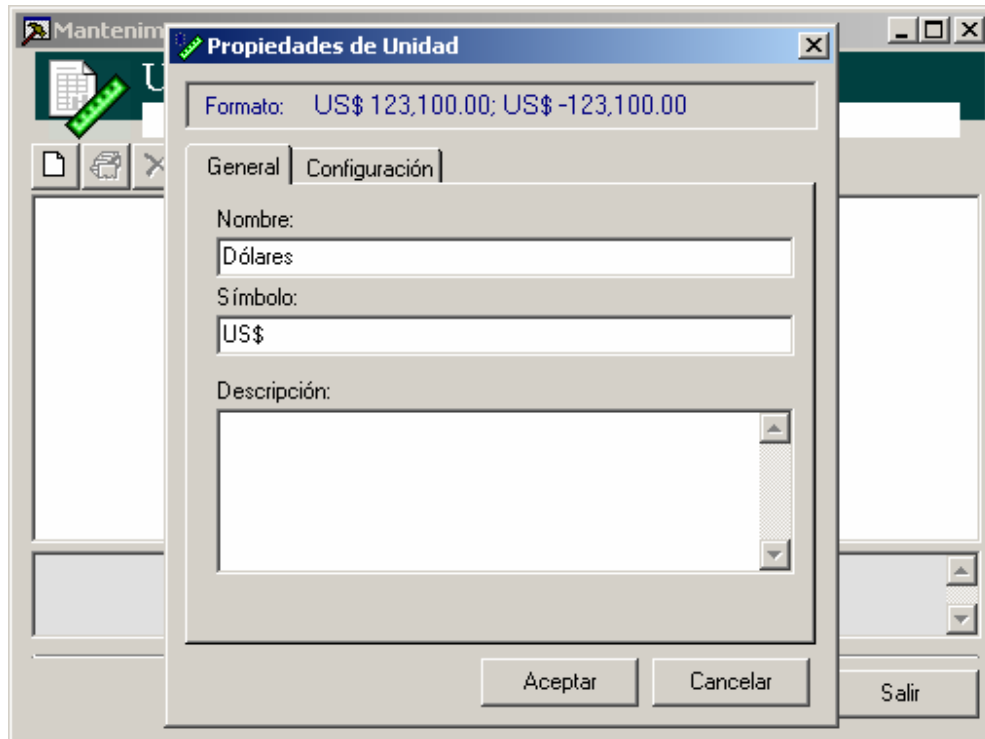 Mantenim
Propiedades de Unidad
U
Formato: US$ 123,100.00; US$ -123,100.00
General Configuración
Nombre:
Dólares
Símbolo:
US$
Descripción:
Aceptar Cancelar
Salir